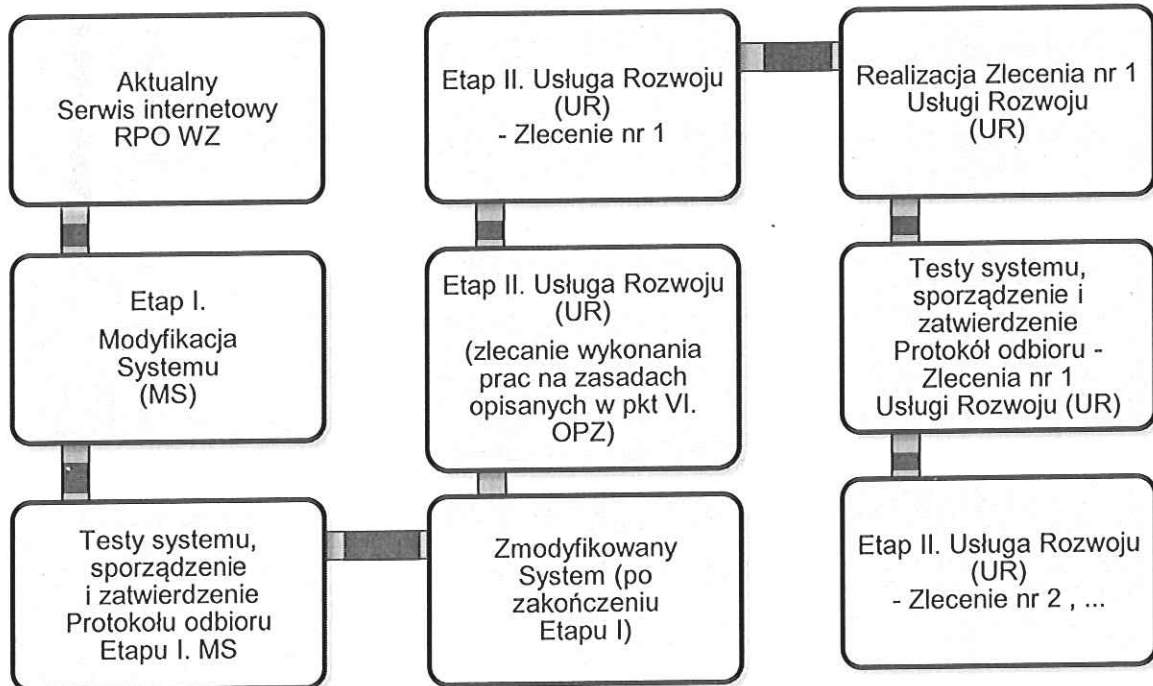 Aktualny
Serwis internetowy
RPO WZ
Etap I.
Modyfikacja
Systemu
(MS)
Testy systemu,
sporządzenie
i zatwierdzenie
Protokołu odbioru
Etapu I. MS
Zmodyfikowany
System (po
zakończeniu
Etapu I)
Etap II. Usługa Rozwoju
(UR)
(zlecanie wykonania
prac na zasadach
opisanych w pkt VI.
OPZ)
Etap II. Usługa Rozwoju
(UR)
- Zlecenie nr 1
Realizacja Zlecenia nr 1
Usługi Rozwoju
(UR)
Testy systemu,
sporządzenie i
zatwierdzenie
Protokół odbioru -
Zlecenia nr 1
Usługi Rozwoju (UR)
Etap II. Usługa Rozwoju
(UR)
- Zlecenie nr 2 , ...